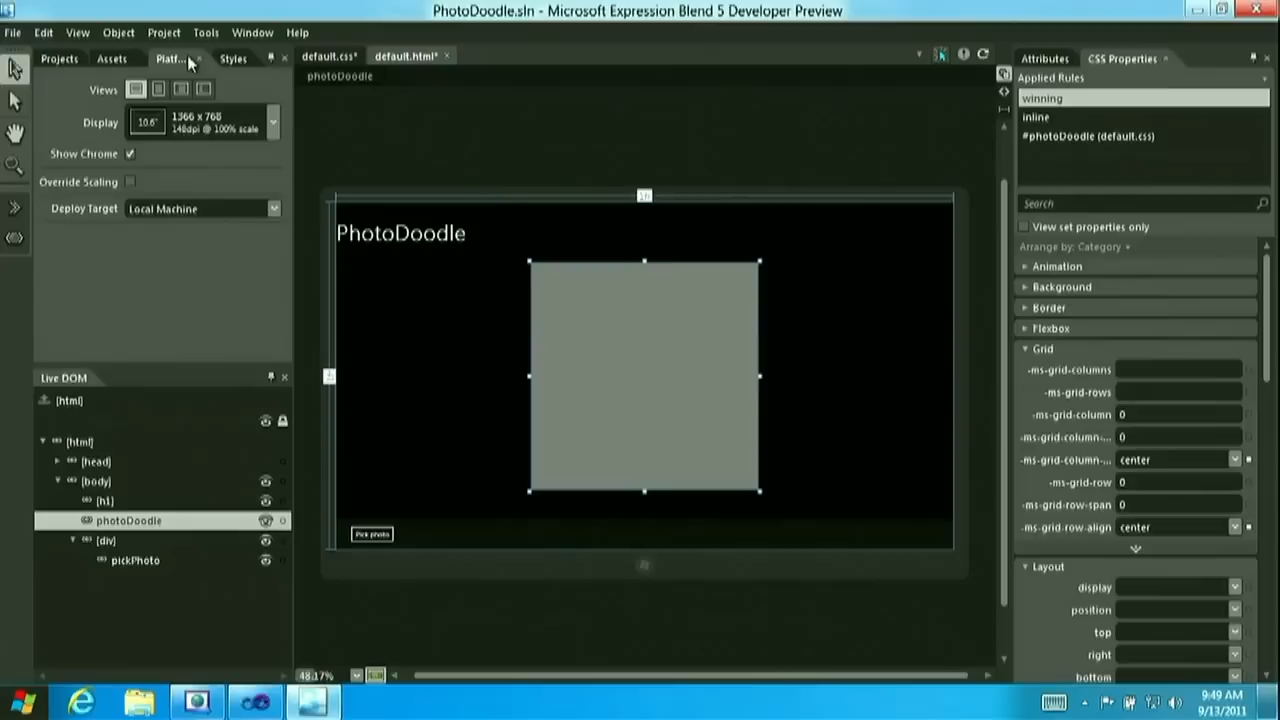 PhotoDoodle.sln - Microsoft Expression Blend 5 Developer Preview
File Edit View Object Project Tools Window Help
Projects Assets Platf... Styles
default.css* default.html*
photoDoodle
Views
Display 10.6" 1366 x 768
148dpi @ 100% scale
Show Chrome
Override Scaling
Deploy Target Local Machine
Live DOM
[html]
[html]
[head]
[body]
[h1]
photoDoodle
[div]
pickPhoto
1fr
PhotoDoodle
Pick photo
48.17%
Attributes CSS Properties
Applied Rules
winning
inline
#photoDoodle (default.css)
Search
View set properties only
Arrange by: Category
Animation
Background
Border
Flexbox
Grid
-ms-grid-columns
-ms-grid-rows
-ms-grid-column 0
-ms-grid-column-... 0
-ms-grid-column-... center
-ms-grid-row 0
-ms-grid-row-span 0
-ms-grid-row-align center
Layout
display
position
top
right
bottom
9:49 AM
9/13/2011